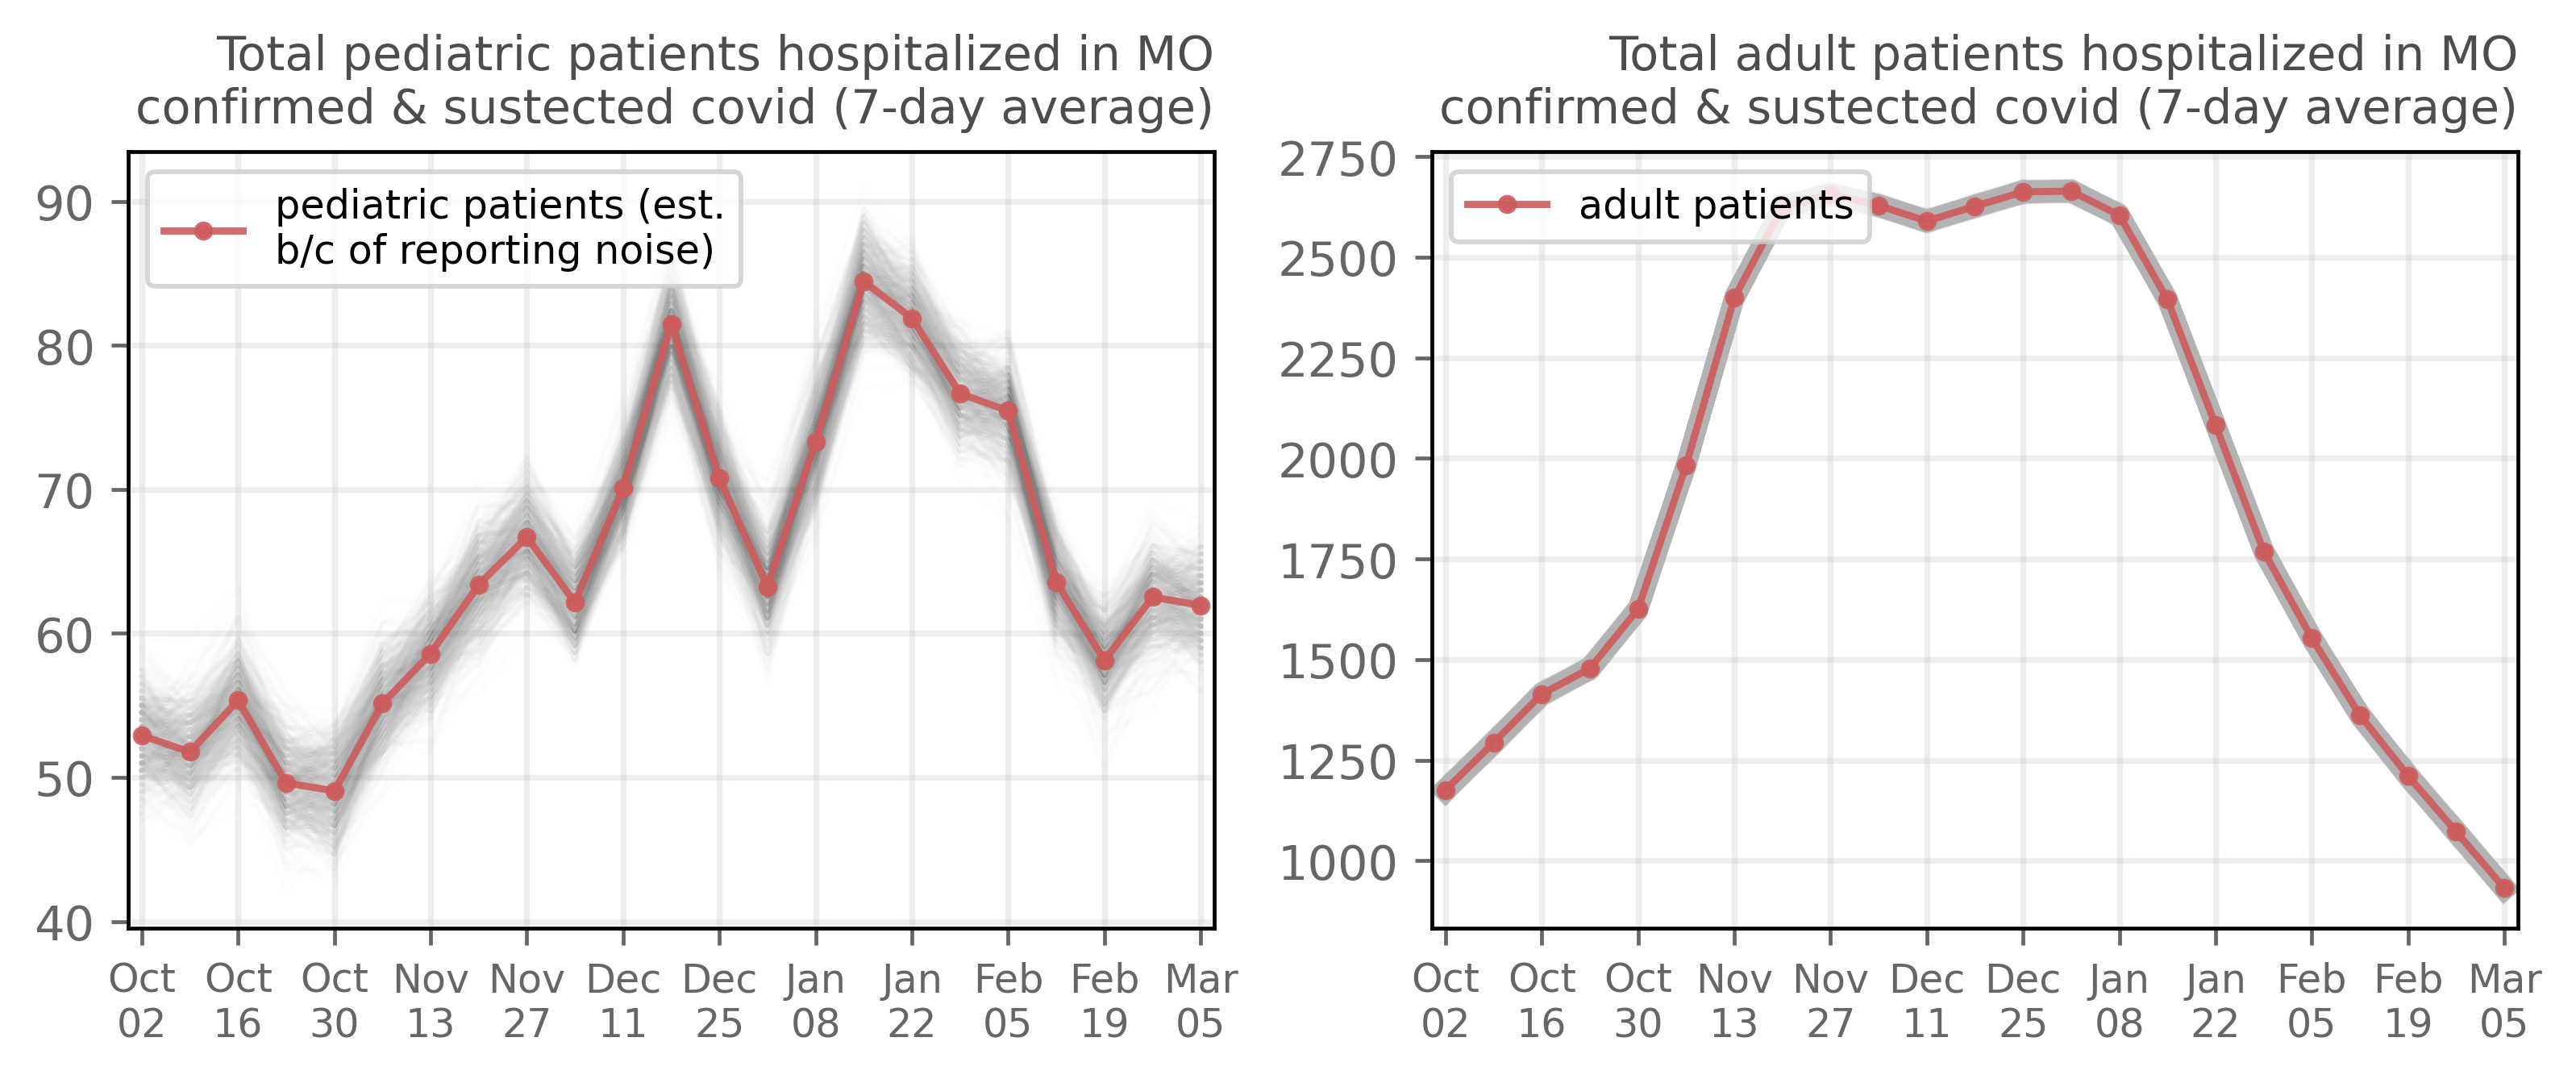 Total pediatric patients hospitalized in MO
confirmed & sustected covid (7-day average)
pediatric patients (est.
b/c of reporting noise)
90
80
70
60
50
40
Oct Oct Oct Nov Nov Dec Dec Jan Jan Feb Feb Mar
02 16 30 13 27 11 25 08 22 05 19 05
Total adult patients hospitalized in MO
confirmed & sustected covid (7-day average)
adult patients
2750
2500
2250
2000
1750
1500
1250
1000
Oct Oct Oct Nov Nov Dec Dec Jan Jan Feb Feb Mar
02 16 30 13 27 11 25 08 22 05 19 05